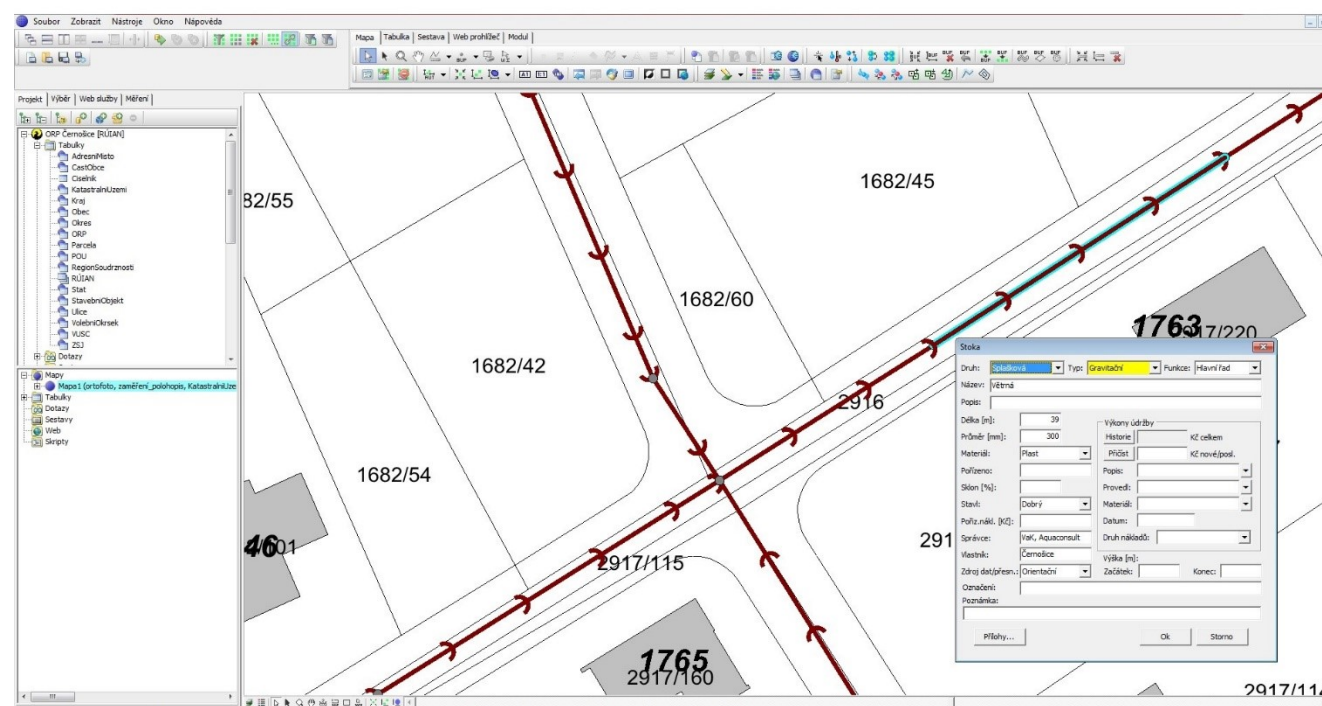 Soubor Zobrazit Nástroje Okno Nápověda
Mapa Tabulka Sestava Web prohlížeč Modul
Projekt Výběr Web služby Měření
ORP Černošice [RÚIAN]
Tabulky
AdresniMisto
CastObce
Ciselnik
KatastralniUzemi
Kraj
Obec
Okres
ORP
Parcela
POU
RegionSoudrznosti
RÚIAN
Stat
StavebniObjekt
Ulice
VolebniOkrsek
VUSC
ZSJ
Dotazy
Mapy
Mapa1 (ortofoto, zaměření_polohopis, KatastralniUze
Tabulky
Dotazy
Sestavy
Web
Skripty
82/55
1682/45
1682/60
1682/42
1763
2917/220
2916
1682/54
46
2917/115
291
1765
2917/160
2917/114
Stoka
Druh: Splašková Typ: Gravitační Funkce: Hlavní řad
Název: Větrná
Popis:
Délka [m]: 39
Výkony údržby
Průměr [mm]: 300 Historie Kč celkem
Materiál: Plast Přičíst Kč nové/posl.
Pořízeno: Popis:
Sklon [%]: Provedl:
Stavl: Dobrý Materiál:
Poříz.nákl. [Kč]: Datum:
Správce: VaK, Aquaconsult Druh nákladů:
Vlastník: Černošice Výška [m]:
Zdroj dat/přesn.: Orientační Začátek: Konec:
Označení:
Poznámka:
Přílohy... Ok Storno